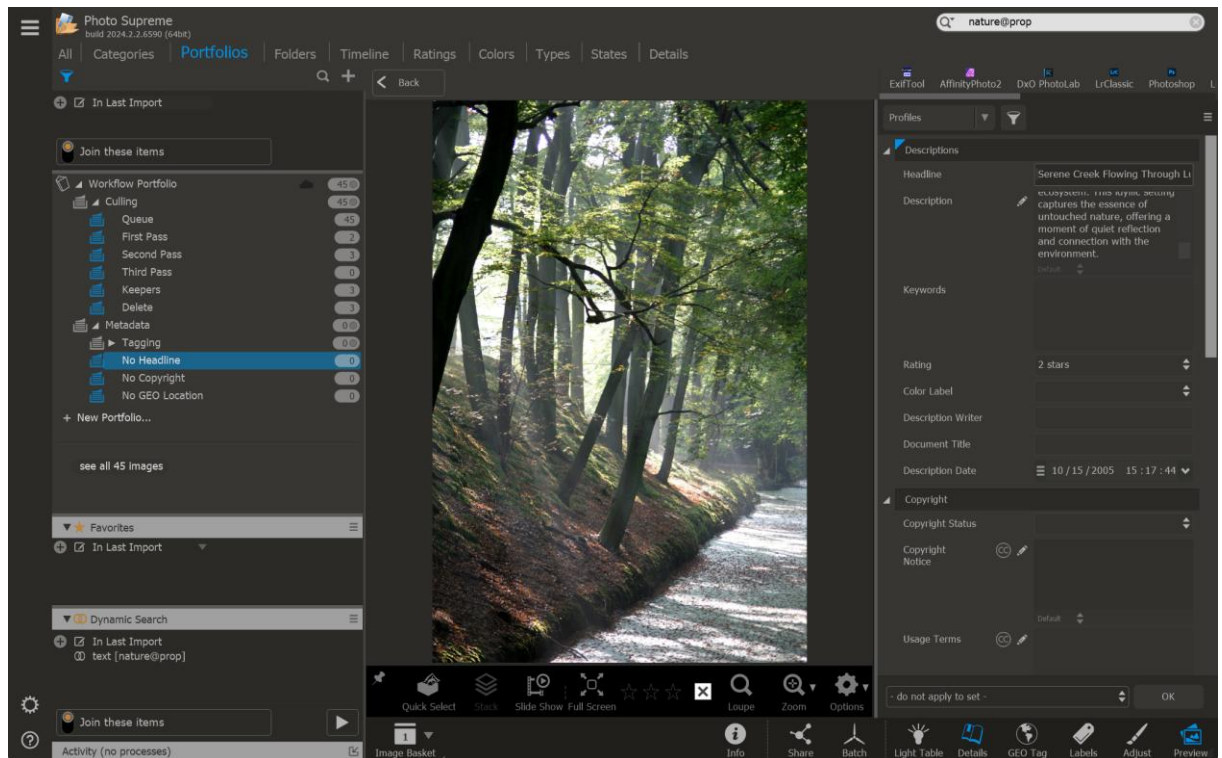 Photo Supreme
build 2024.2.2.6590 (64bit)
nature@prop
All Categories Portfolios Folders Timeline Ratings Colors Types States Details
In Last Import
Join these items
Workflow Portfolio 45
Culling 45
Queue 45
First Pass 2
Second Pass 3
Third Pass 0
Keepers 3
Delete 3
Metadata 0
Tagging 0
No Headline 0
No Copyright 0
No GEO Location 0
+ New Portfolio...
see all 45 images
Favorites
In Last Import
Dynamic Search
In Last Import
text [nature@prop]
Join these items
Activity (no processes)
Back
Quick Select Stack Slide Show Full Screen Loupe Zoom Options
1
Image Basket Info Share Batch
ExifTool AffinityPhoto2 DxO PhotoLab LrClassic Photoshop L
Profiles
Descriptions
Headline Serene Creek Flowing Through Lu
Description
ecosystem. This idyllic setting
captures the essence of
untouched nature, offering a
moment of quiet reflection
and connection with the
environment.
Default
Keywords
Rating 2 stars
Color Label
Description Writer
Document Title
Description Date 10/15/2005 15:17:44
Copyright
Copyright Status
Copyright
Notice
CC
Default
Usage Terms CC
- do not apply to set - OK
Light Table Details GEO Tag Labels Adjust Preview